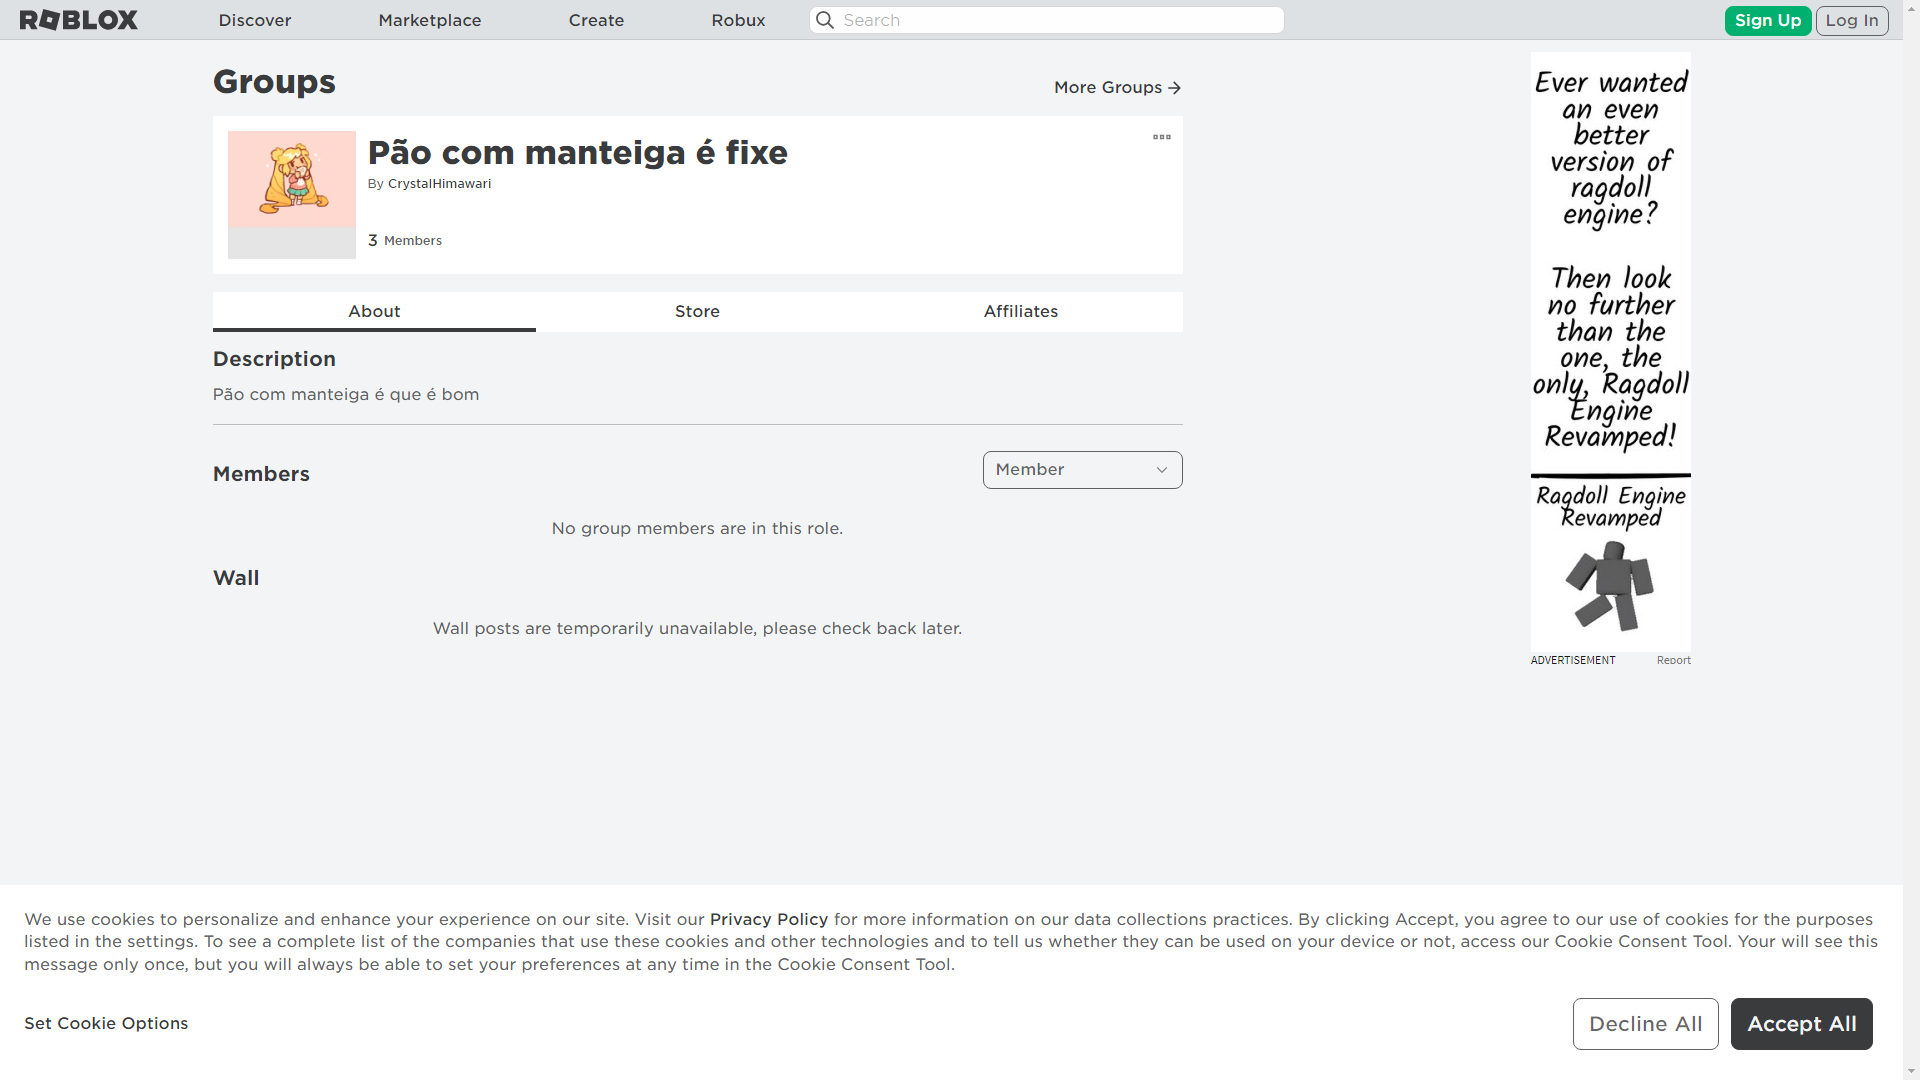 ROBLOX Discover Marketplace Create Robux Search Sign Up Log In
Groups
More Groups
Pão com manteiga é fixe
By CrystalHimawari
3 Members
About Store Affiliates
Description
Pão com manteiga é que é bom
Members
Member
No group members are in this role.
Wall
Wall posts are temporarily unavailable, please check back later.
Ever wanted
an even
better
version of
ragdoll
engine?
Then look
no further
than the
one, the
only, Ragdoll
Engine
Revamped!
Ragdoll Engine
Revamped
ADVERTISEMENT Report
We use cookies to personalize and enhance your experience on our site. Visit our Privacy Policy for more information on our data collections practices. By clicking Accept, you agree to our use of cookies for the purposes
listed in the settings. To see a complete list of the companies that use these cookies and other technologies and to tell us whether they can be used on your device or not, access our Cookie Consent Tool. Your will see this
message only once, but you will always be able to set your preferences at any time in the Cookie Consent Tool.
Set Cookie Options
Decline All
Accept All